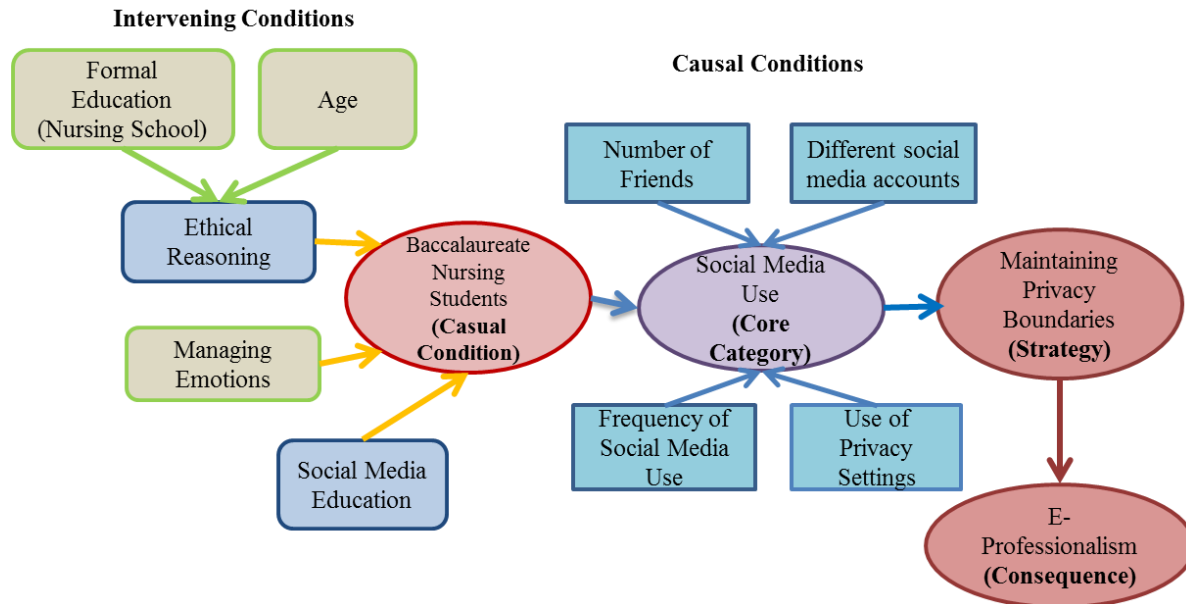 Intervening Conditions
Formal
Education
(Nursing School)
Age
Causal Conditions
Number of
Friends
Different social
media accounts
Ethical
Reasoning
Baccalaureate
Nursing
Students
(Casual
Condition)
Social Media
Use
(Core
Category)
Maintaining
Privacy
Boundaries
(Strategy)
Managing
Emotions
Social Media
Education
Frequency of
Social Media
Use
Use of
Privacy
Settings
E-
Professionalism
(Consequence)